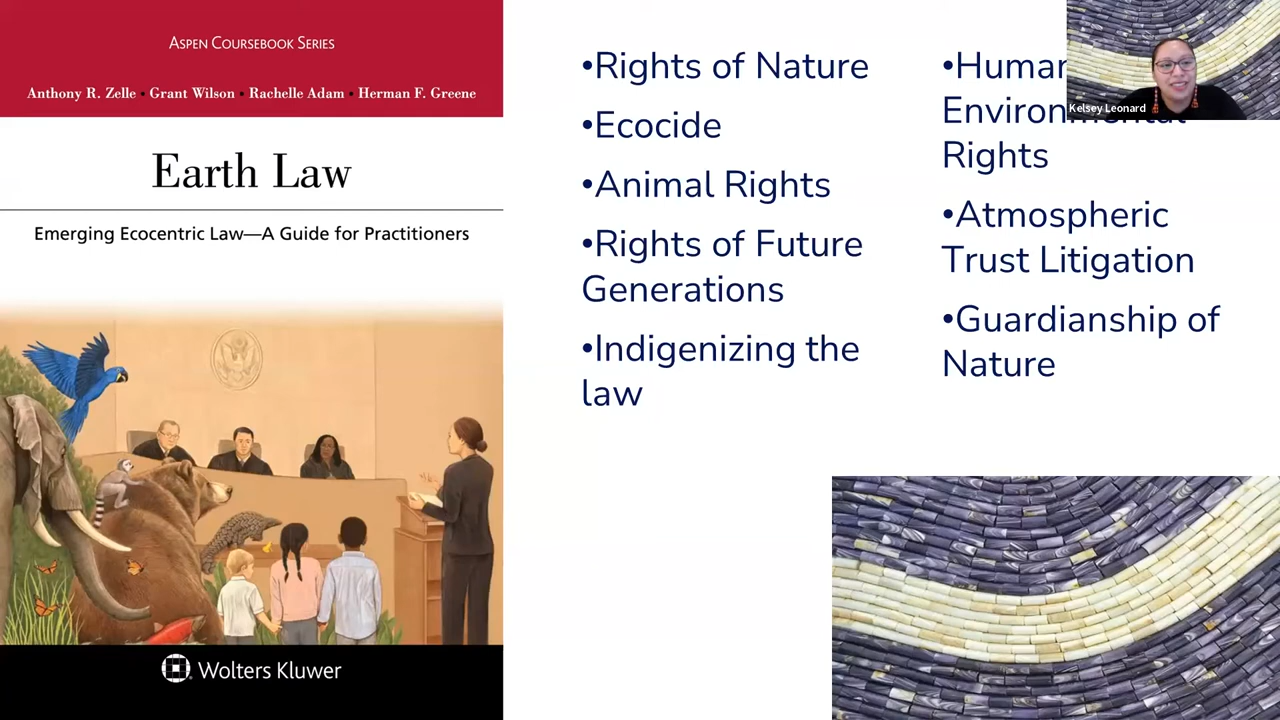 ASPEN COURSEBOOK SERIES
Anthony R. Zelle • Grant Wilson • Rachelle Adam • Herman F. Greene
Earth Law
Emerging Ecocentric Law—A Guide for Practitioners
Wolters Kluwer
•Rights of Nature
•Ecocide
•Animal Rights
•Rights of Future
Generations
•Indigenizing the
law
•Human
Environmental
Rights
•Atmospheric
Trust Litigation
•Guardianship of
Nature
Kelsey Leonard